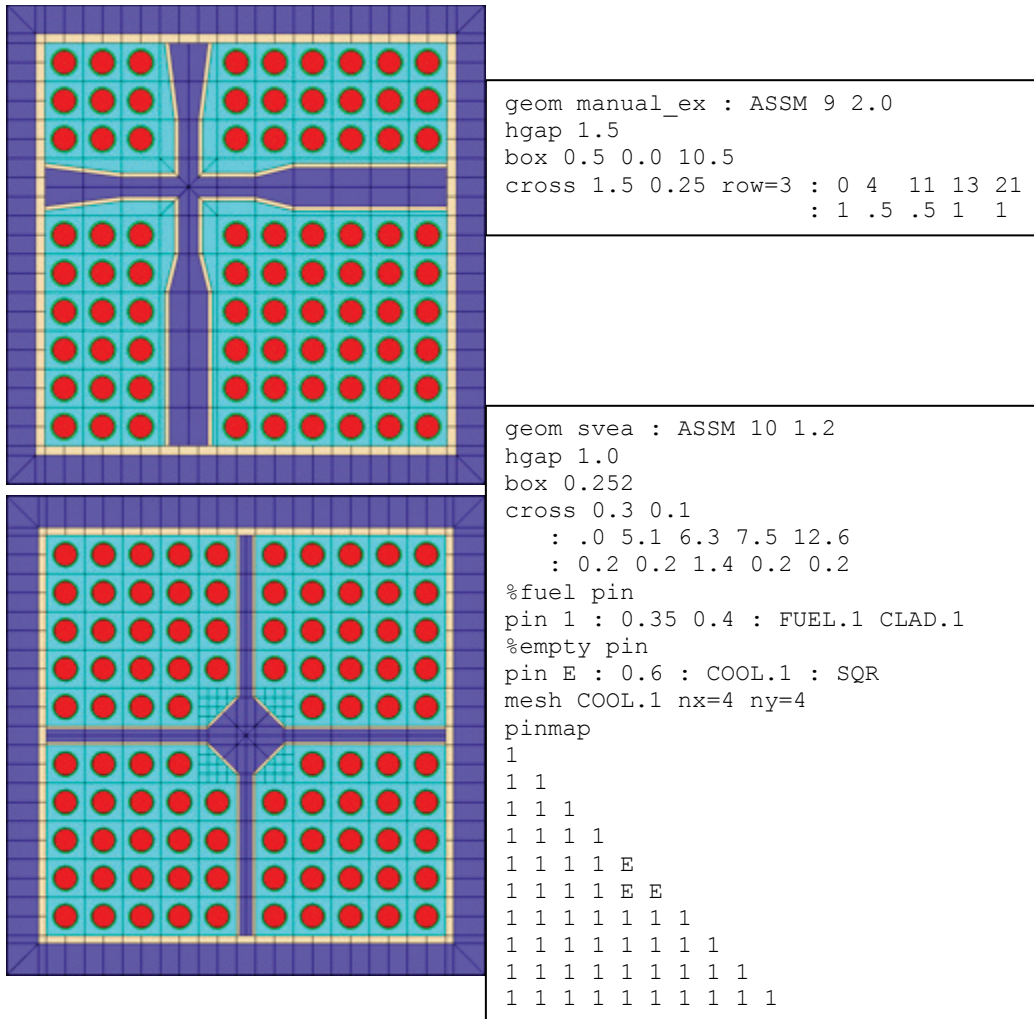 geom manual_ex : ASSM 9 2.0
hgap 1.5
box 0.5 0.0 10.5
cross 1.5 0.25 row=3 : 0 4 11 13 21
: 1 .5 .5 1 1
geom svea : ASSM 10 1.2
hgap 1.0
box 0.252
cross 0.3 0.1
: .0 5.1 6.3 7.5 12.6
: 0.2 0.2 1.4 0.2 0.2
%fuel pin
pin 1 : 0.35 0.4 : FUEL.1 CLAD.1
%empty pin
pin E : 0.6 : COOL.1 : SQR
mesh COOL.1 nx=4 ny=4
pinmap
1
1 1
1 1 1
1 1 1 1
1 1 1 1 E
1 1 1 1 E E
1 1 1 1 1 1 1
1 1 1 1 1 1 1 1
1 1 1 1 1 1 1 1 1
1 1 1 1 1 1 1 1 1 1